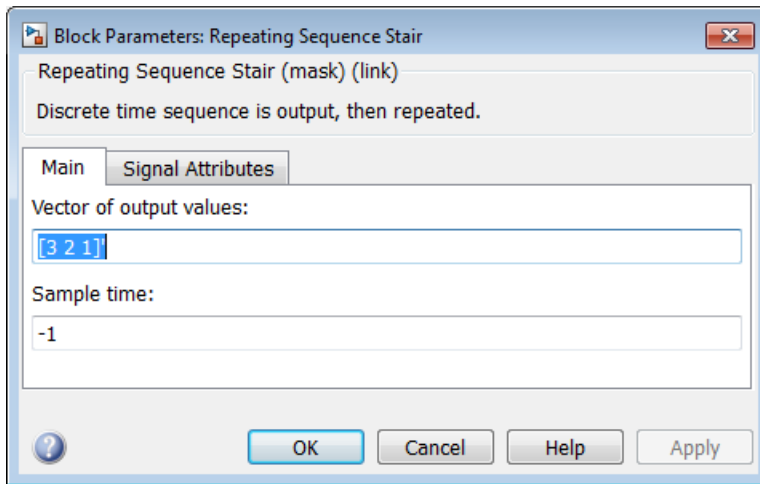 Block Parameters: Repeating Sequence Stair
Repeating Sequence Stair (mask) (link)
Discrete time sequence is output, then repeated.
Main Signal Attributes
Vector of output values:
[3 2 1]'
Sample time:
-1
? OK Cancel Help Apply